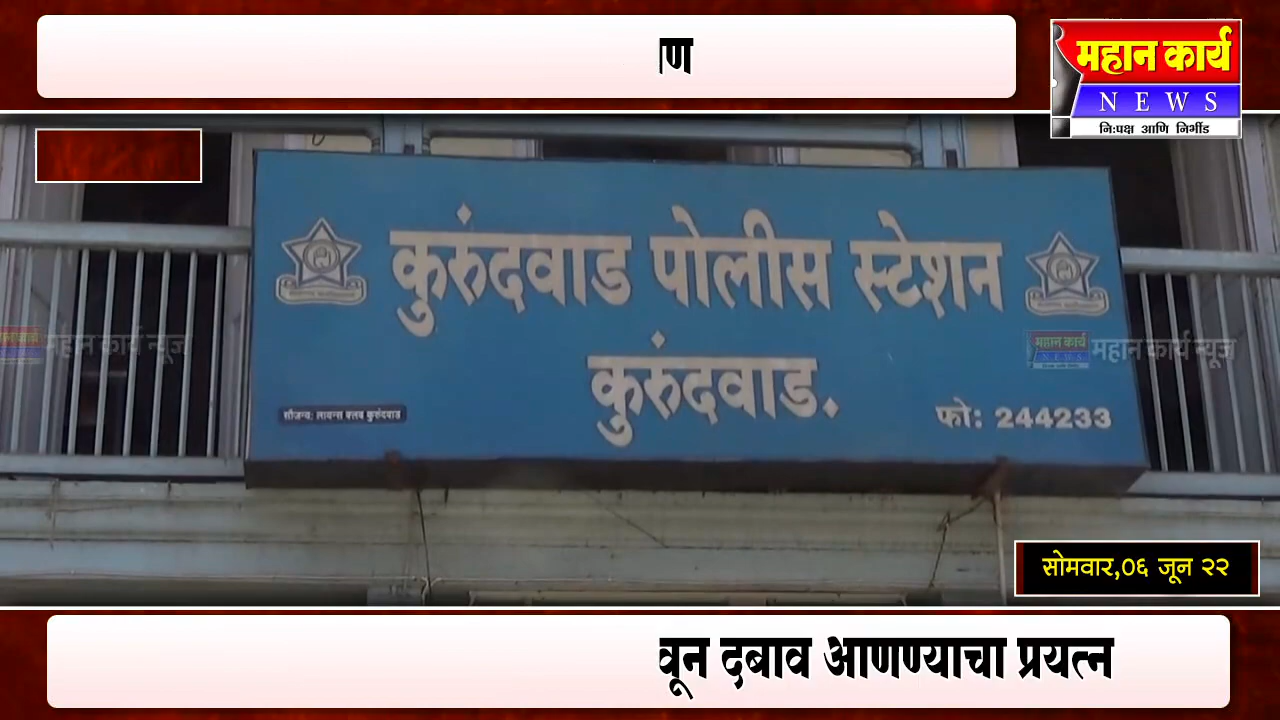 ण
महान कार्य
NEWS
नि:पक्ष आणि निर्भीड
कुरुंदवाड पोलीस स्टेशन
कुरुंदवाड.
सौजन्य: लायन्स क्लब कुरुंदवाड
फो: 244233
महान कार्य न्यूज
महान कार्य न्यूज
सोमवार,०६ जून २२
वून दबाव आणण्याचा प्रयत्न